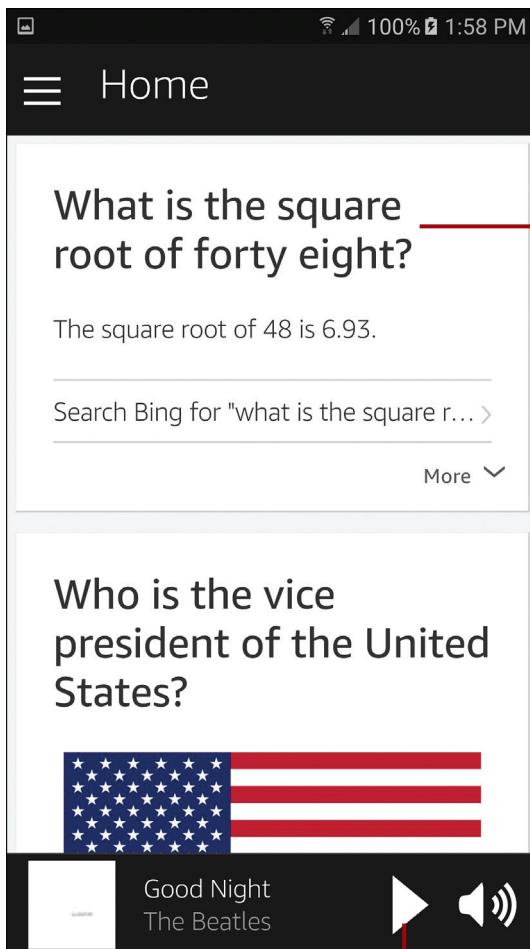 100% 1:58 PM
Home
What is the square
root of forty eight?
The square root of 48 is 6.93.
Search Bing for "what is the square r...
More
Who is the vice
president of the United
States?
Good Night
The Beatles